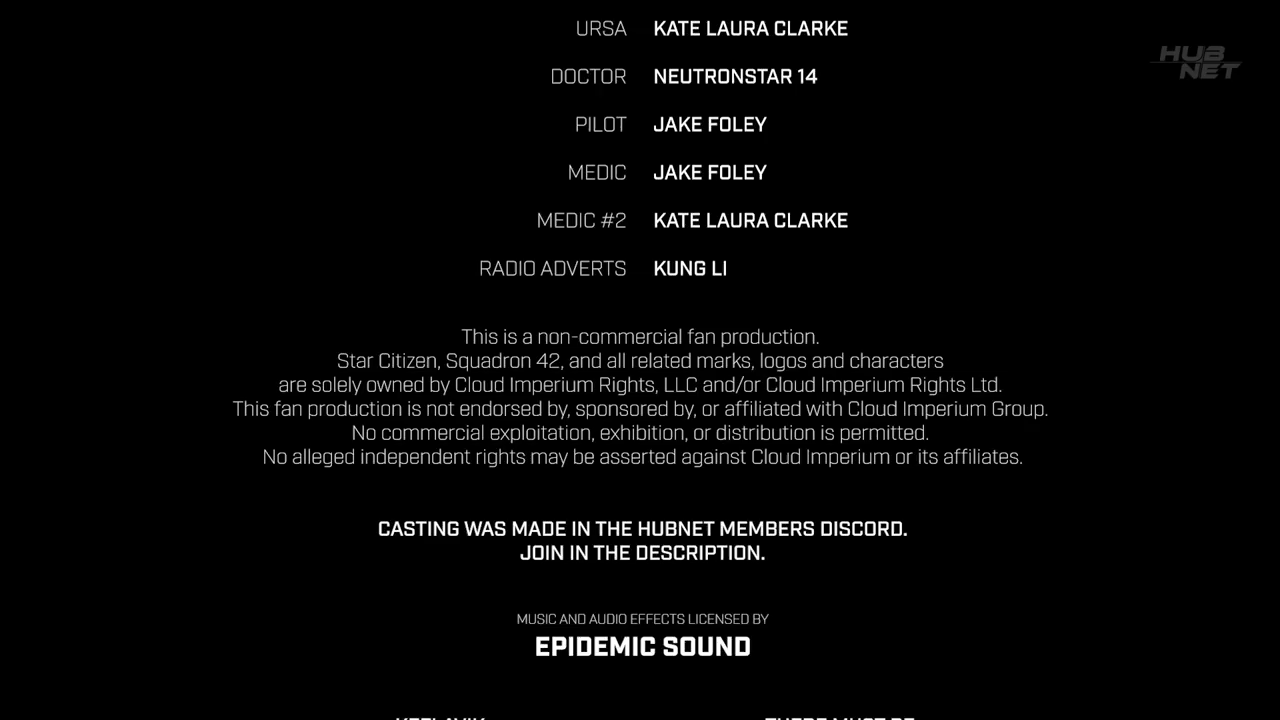 URSA KATE LAURA CLARKE
HUB
NET
DOCTOR NEUTRONSTAR 14
PILOT JAKE FOLEY
MEDIC JAKE FOLEY
MEDIC #2 KATE LAURA CLARKE
RADIO ADVERTS KUNG LI
This is a non-commercial fan production.
Star Citizen, Squadron 42, and all related marks, logos and characters
are solely owned by Cloud Imperium Rights, LLC and/or Cloud Imperium Rights Ltd.
This fan production is not endorsed by, sponsored by, or affiliated with Cloud Imperium Group.
No commercial exploitation, exhibition, or distribution is permitted.
No alleged independent rights may be asserted against Cloud Imperium or its affiliates.
CASTING WAS MADE IN THE HUBNET MEMBERS DISCORD.
JOIN IN THE DESCRIPTION.
MUSIC AND AUDIO EFFECTS LICENSED BY
EPIDEMIC SOUND
THERE MUST BE